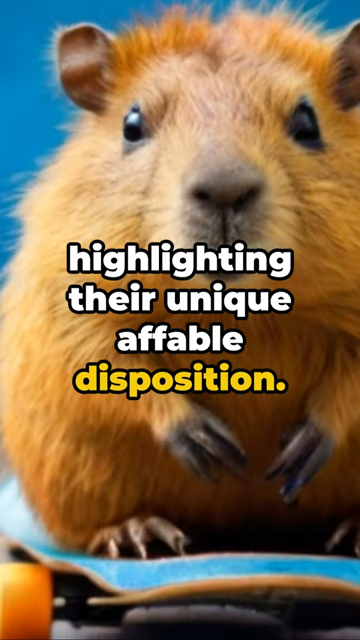 highlighting
their unique
affable
disposition.